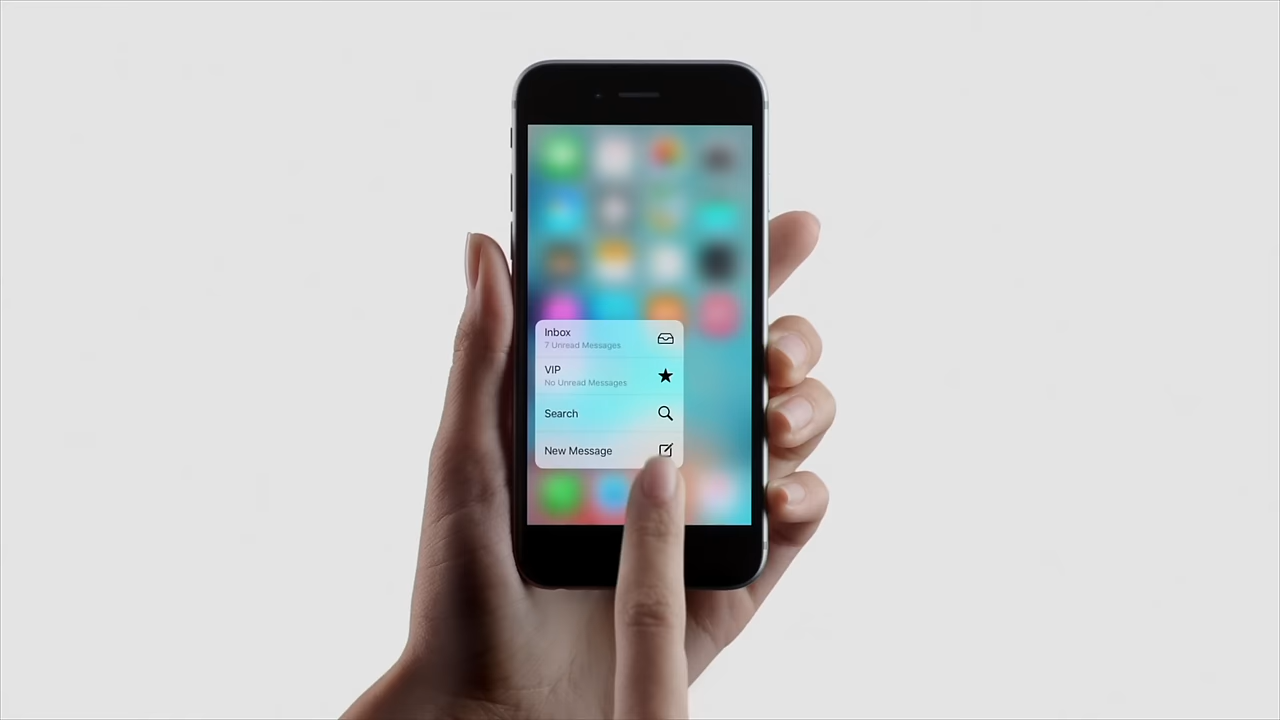 Inbox
7 Unread Messages
VIP
No Unread Messages
Search
New Message